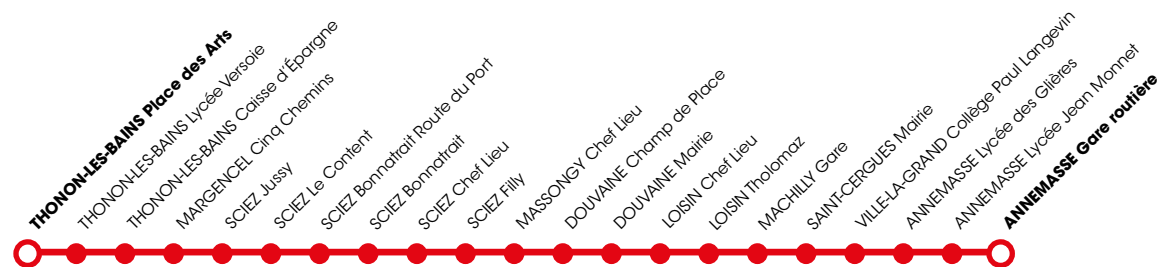 THONON-LES-BAINS Place des Arts
THONON-LES-BAINS Lycée Versoie
THONON-LES-BAINS Caisse d'Épargne
MARGENCEL Cinq Chemins
SCIEZ Jussy
SCIEZ Le Content
SCIEZ Bonnatrait Route du Port
SCIEZ Bonnatrait
SCIEZ Chef Lieu
SCIEZ Filly
MASSONGY Chef Lieu
DOUVAINE Champ de Place
DOUVAINE Mairie
LOISIN Chef Lieu
LOISIN Tholomaz
MACHILLY Gare
SAINT-CERGUES Mairie
VILLE-LA-GRAND Collège Paul Langevin
ANNEMASSE Lycée des Glières
ANNEMASSE Lycée Jean Monnet
ANNEMASSE Gare routière